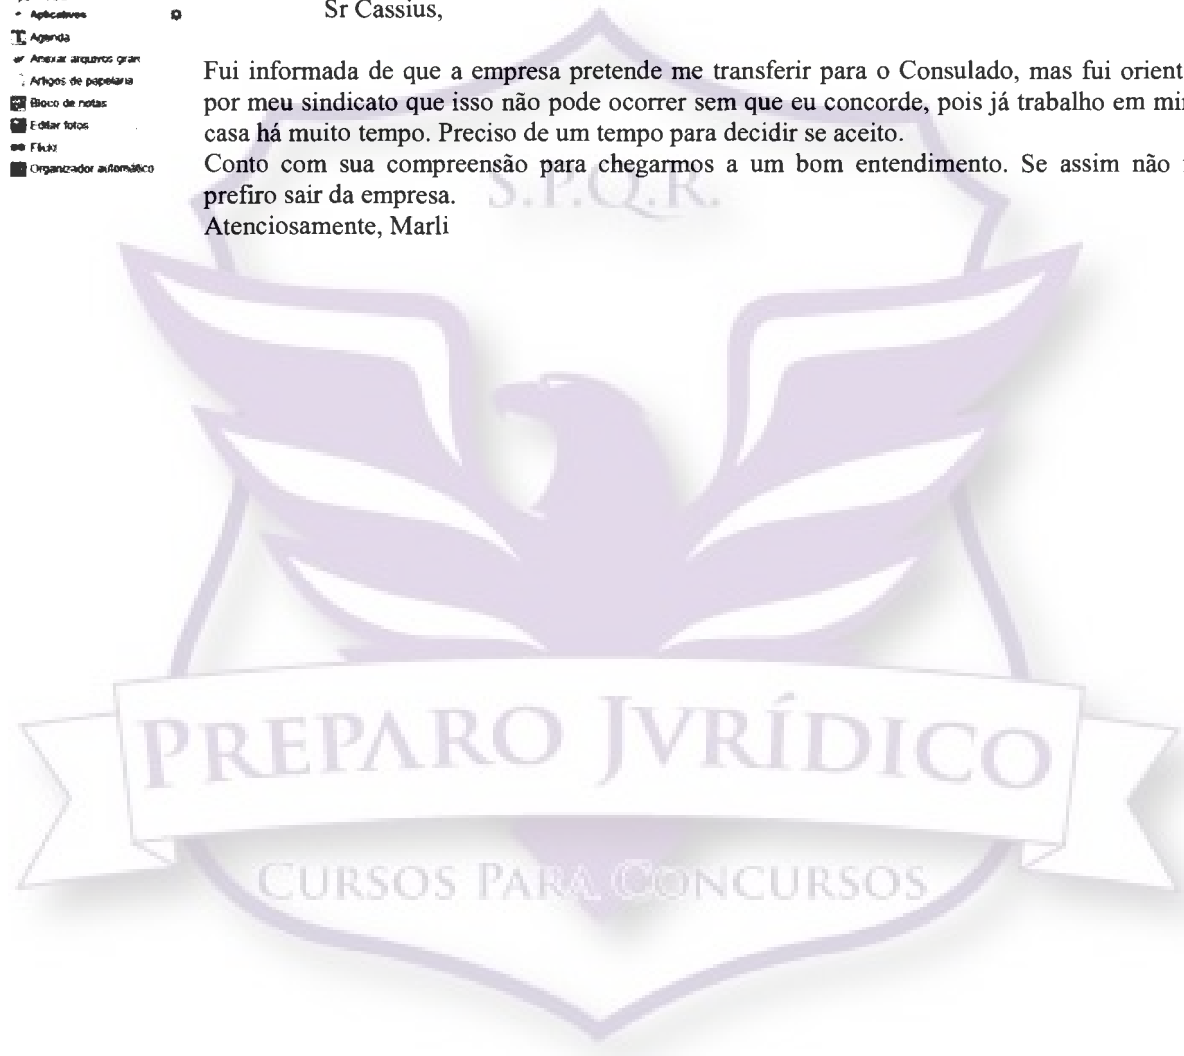 Sr Cassius,
Aplicativos
Agenda
Anexar arquivos gran
Artigos de papelaria
Bloco de notas
Editar fotos
Flickr
Organizador automático
Fui informada de que a empresa pretende me transferir para o Consulado, mas fui orient
por meu sindicato que isso não pode ocorrer sem que eu concorde, pois já trabalho em mi
casa há muito tempo. Preciso de um tempo para decidir se aceito.
Conto com sua compreensão para chegarmos a um bom entendimento. Se assim não
prefiro sair da empresa.
Atenciosamente, Marli
S.P.Q.R.
PREPARO JVRÍDICO
CURSOS PARA CONCURSOS